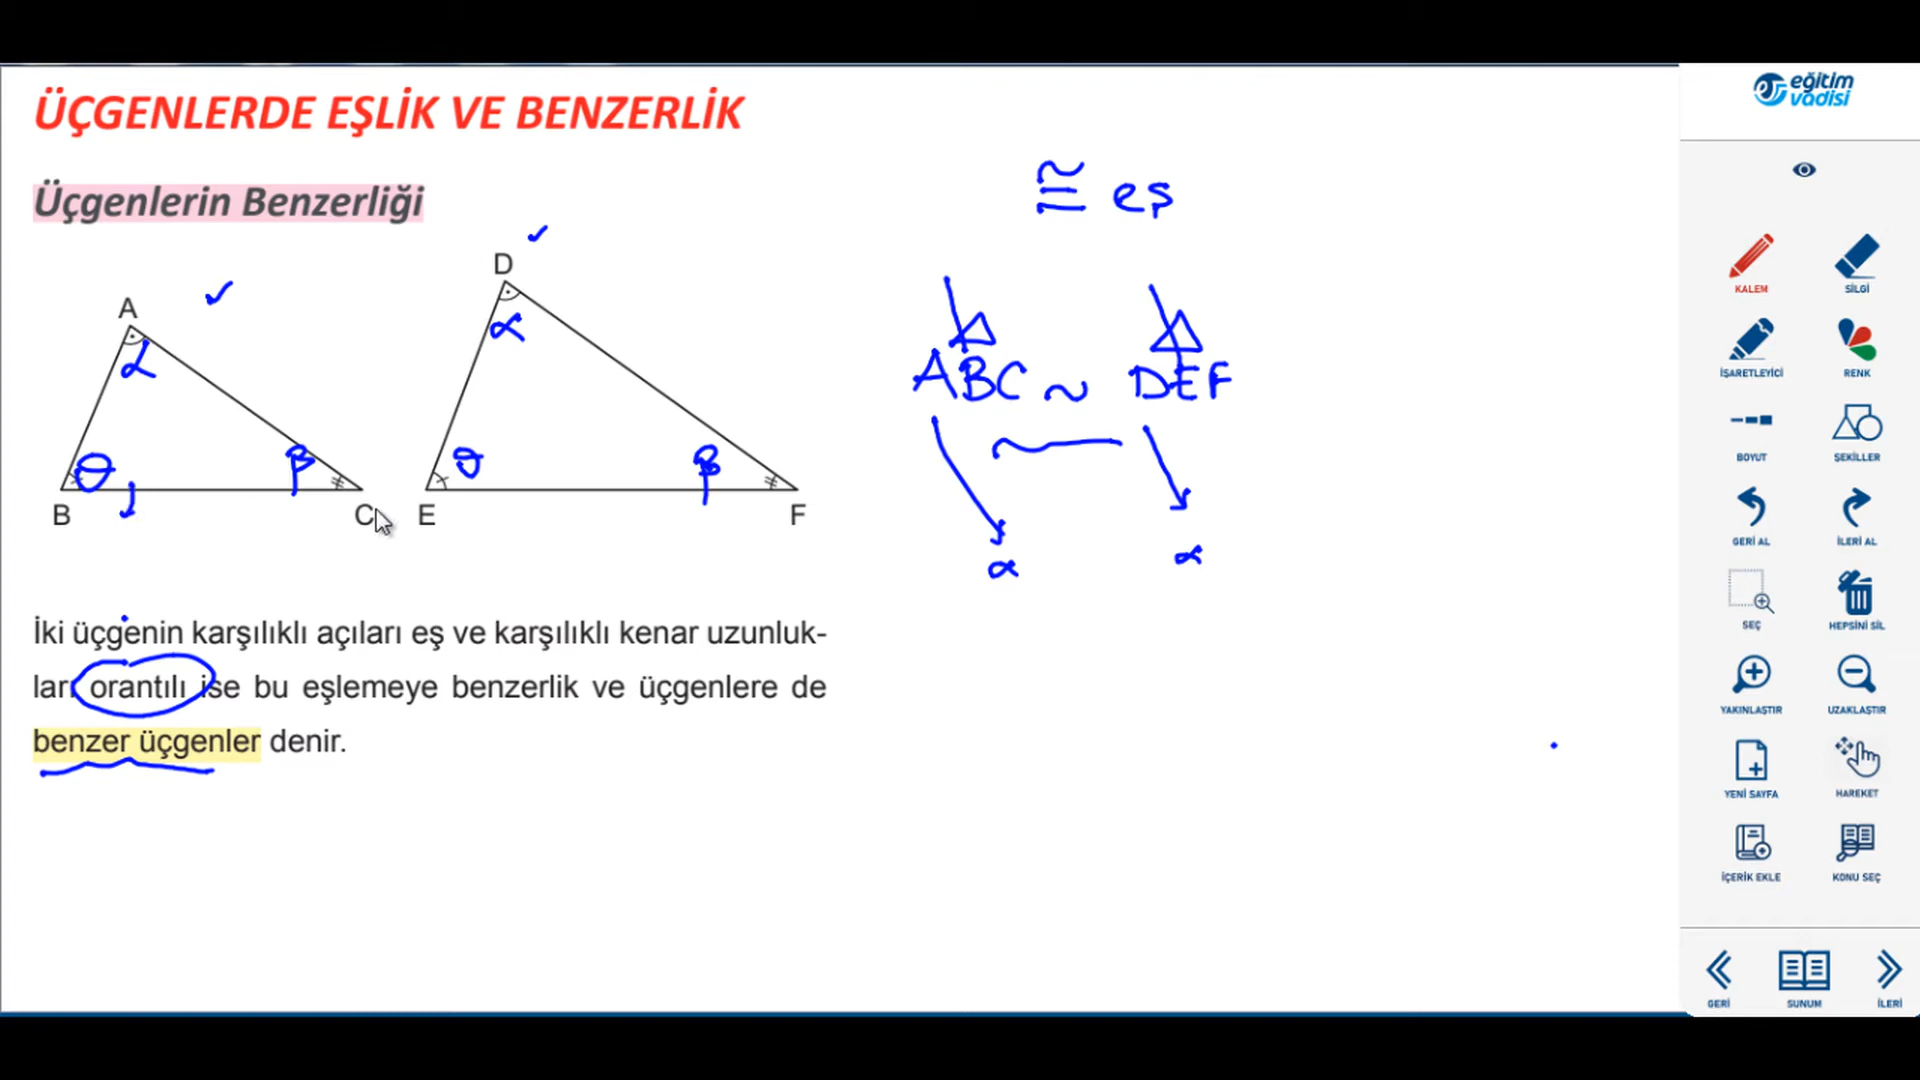 ÜÇGENLERDE EŞLİK VE BENZERLİK
Üçgenlerin Benzerliği
≅ eş
D
A
α
α
ABC ~ DEF
θ
β
θ
β
B
C
E
F
α
α
İki üçgenin karşılıklı açıları eş ve karşılıklı kenar uzunluk-
ları orantılı ise bu eşlemeye benzerlik ve üçgenlere de
benzer üçgenler denir.
eğitim
vadisi
KALEM
SİLGİ
İŞARETLEYİCİ
RENK
BOYUT
ŞEKİLLER
GERİ AL
İLERİ AL
SEÇ
HEPSİNİ SİL
YAKINLAŞTIR
UZAKLAŞTIR
YENİ SAYFA
HAREKET
İÇERİK EKLE
KONU SEÇ
GERİ
SUNUM
İLERİ